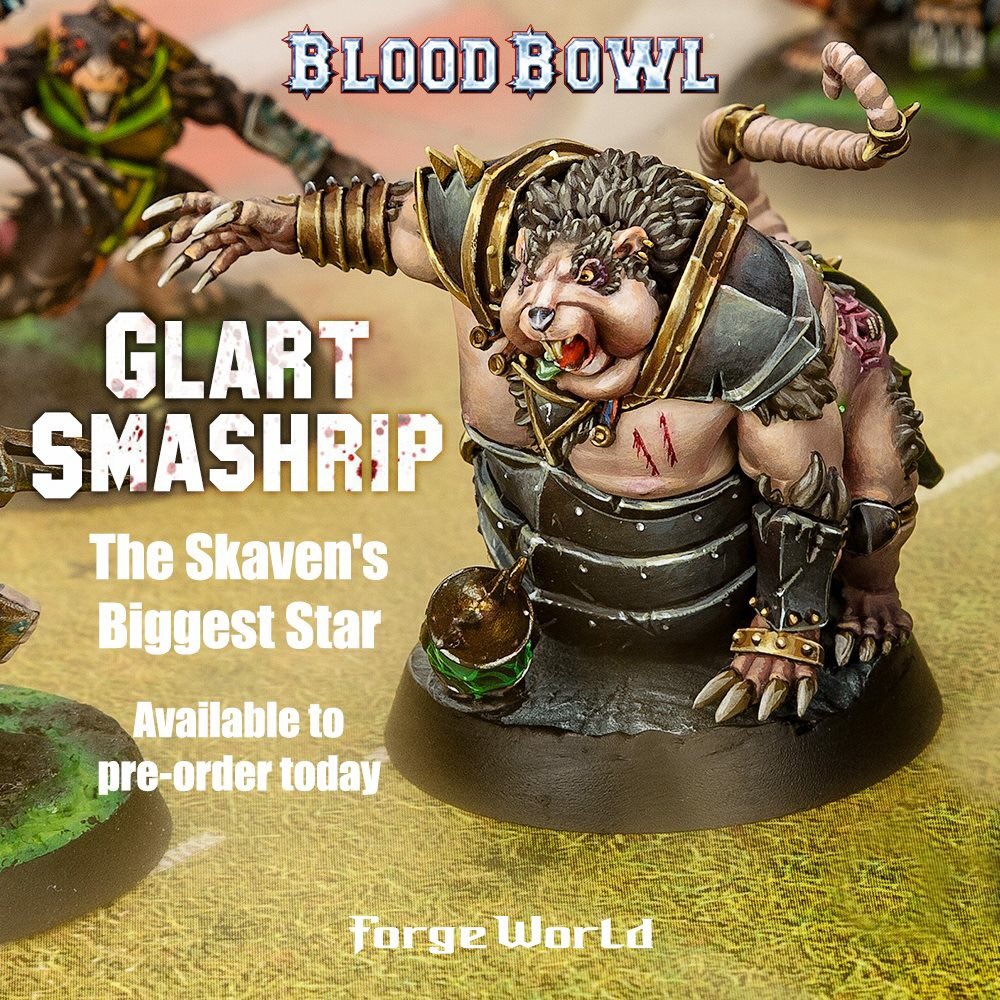 BLOOD BOWL
GLART
SMASHRIP
The Skaven's
Biggest Star
Available to
pre-order today
Forge World